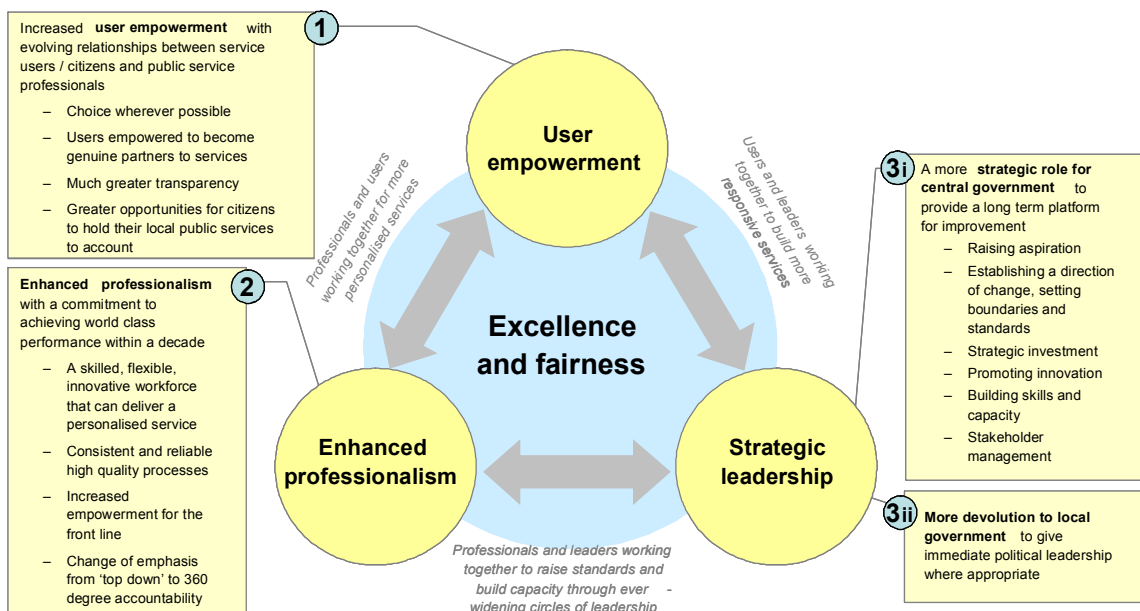 1
Increased user empowerment with
evolving relationships between service
users / citizens and public service
professionals
– Choice wherever possible
– Users empowered to become
genuine partners to services
– Much greater transparency
– Greater opportunities for citizens
to hold their local public services
to account
2
Enhanced professionalism
with a commitment to
achieving world class
performance within a decade
– A skilled, flexible,
innovative workforce
that can deliver a
personalised service
– Consistent and reliable
high quality processes
– Increased
empowerment for the
front line
– Change of emphasis
from ‘top down’ to 360
degree accountability
User
empowerment
Professionals and users
working together for more
personalised services
Users and leaders working
together to build more
responsive services
Excellence
and fairness
Enhanced
professionalism
Strategic
leadership
Professionals and leaders working
together to raise standards and
build capacity through ever -
widening circles of leadership
3i
A more strategic role for
central government to
provide a long term platform
for improvement
– Raising aspiration
– Establishing a direction
of change, setting
boundaries and
standards
– Strategic investment
– Promoting innovation
– Building skills and
capacity
– Stakeholder
management
3ii
More devolution to local
government to give
immediate political leadership
where appropriate